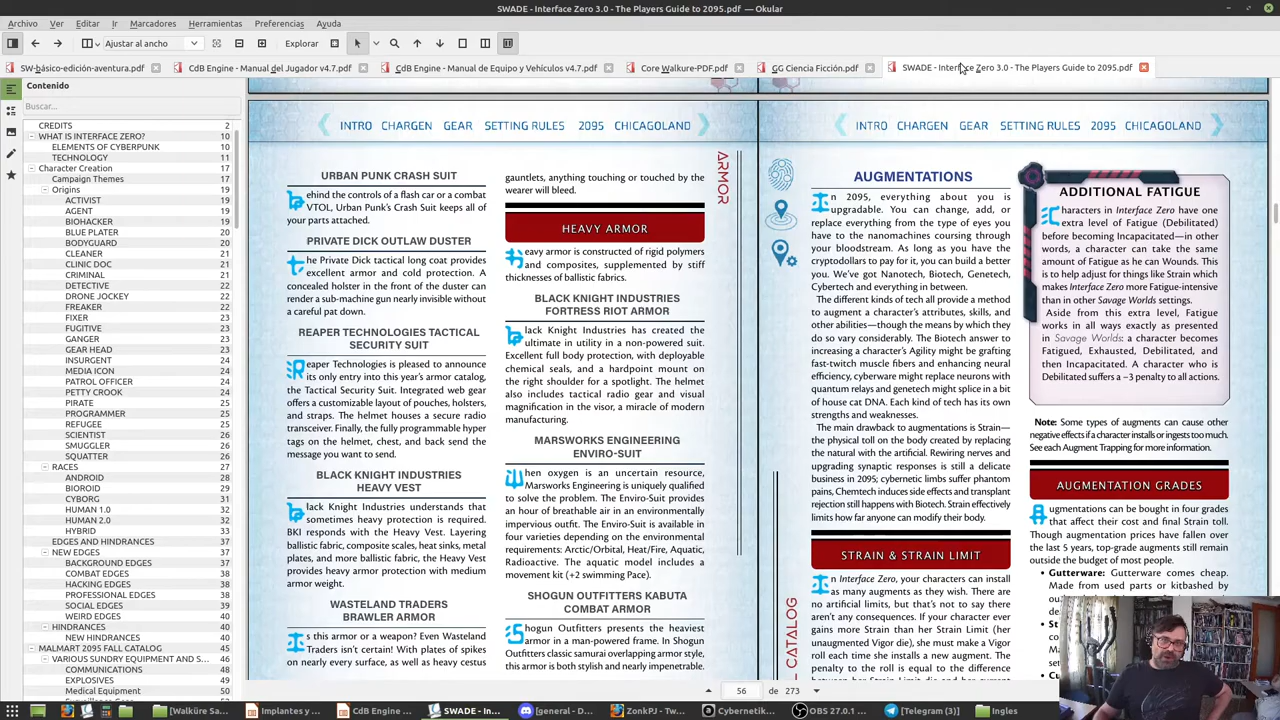 SWADE - Interface Zero 3.0 - The Players Guide to 2095.pdf — Okular
Archivo Ver Editar Ir Marcadores Herramientas Preferencias Ayuda
Ajustar al ancho Explorar
SW-básico-edición-aventura.pdf CdB Engine - Manual del Jugador v4.7.pdf CdB Engine - Manual de Equipo y Vehículos v4.7.pdf Core Walkure-PDF.pdf GG Ciencia Ficción.pdf SWADE - Interface Zero 3.0 - The Players Guide to 2095.pdf
Contenido
Buscar...
CREDITS 2
WHAT IS INTERFACE ZERO? 10
ELEMENTS OF CYBERPUNK 10
TECHNOLOGY 11
Character Creation 17
Campaign Themes 17
Origins 19
ACTIVIST 19
AGENT 19
BIOHACKER 19
BLUE PLATER 20
BODYGUARD 20
CLEANER 21
CLINIC DOC 21
CRIMINAL 21
DETECTIVE 22
DRONE JOCKEY 22
FREAKER 22
FIXER 22
FUGITIVE 23
GANGER 23
GEAR HEAD 23
INSURGENT 24
MEDIA ICON 24
PATROL OFFICER 24
PETTY CROOK 24
PIRATE 25
PROGRAMMER 25
REFUGEE 25
SCIENTIST 26
SMUGGLER 26
SQUATTER 26
RACES 27
ANDROID 28
BIOROID 29
CYBORG 31
HUMAN 1.0 32
HUMAN 2.0 32
HYBRID 33
EDGES AND HINDRANCES 37
NEW EDGES 37
BACKGROUND EDGES 37
COMBAT EDGES 38
HACKING EDGES 38
PROFESSIONAL EDGES 38
SOCIAL EDGES 39
WEIRD EDGES 40
HINDRANCES 40
NEW HINDRANCES 40
MALMART 2095 FALL CATALOG 45
VARIOUS SUNDRY EQUIPMENT AND S... 47
COMMUNICATIONS 48
EXPLOSIVES 49
Medical Equipment 50
INTRO CHARGEN GEAR SETTING RULES 2095 CHICAGOLAND
ARMOR
URBAN PUNK CRASH SUIT
behind the controls of a flash car or a combat
VTOL, Urban Punk's Crash Suit keeps all of
your parts attached.
PRIVATE DICK OUTLAW DUSTER
the Private Dick tactical long coat provides
excellent armor and cold protection. A
concealed holster in the front of the duster can
render a sub-machine gun nearly invisible without
a careful pat down.
REAPER TECHNOLOGIES TACTICAL
SECURITY SUIT
Reaper Technologies is pleased to announce
its only entry into this year's armor catalog,
the Tactical Security Suit. Integrated web gear
offers a customizable layout of pouches, holsters,
and straps. The helmet houses a secure radio
transceiver. Finally, the fully programmable hyper
tags on the helmet, chest, and back send the
message you want to send.
BLACK KNIGHT INDUSTRIES
HEAVY VEST
black Knight Industries understands that
sometimes heavy protection is required.
BKI responds with the Heavy Vest. Layering
ballistic fabric, composite scales, heat sinks, metal
plates, and more ballistic fabric, the Heavy Vest
provides heavy armor protection with medium
armor weight.
WASTELAND TRADERS
BRAWLER ARMOR
Is this armor or a weapon? Even Wasteland
Traders isn't certain! With plates of spikes
on nearly every surface, as well as heavy cestus
gauntlets, anything touching or touched by the
wearer will bleed.
HEAVY ARMOR
heavy armor is constructed of rigid polymers
and composites, supplemented by stiff
thicknesses of ballistic fabrics.
BLACK KNIGHT INDUSTRIES
FORTRESS RIOT ARMOR
black Knight Industries has created the
ultimate in utility in a non-powered suit.
Excellent full body protection, with deployable
chemical seals, and a hardpoint mount on
the right shoulder for a spotlight. The helmet
also includes tactical radio gear and visual
magnification in the visor, a miracle of modern
manufacturing.
MARSWORKS ENGINEERING
ENVIRO-SUIT
When oxygen is an uncertain resource,
Marsworks Engineering is uniquely qualified
to solve the problem. The Enviro-Suit provides
an hour of breathable air in an environmentally
impervious outfit. The Enviro-Suit is available in
four varieties depending on the environmental
requirements: Arctic/Orbital, Heat/Fire, Aquatic,
Radioactive. The aquatic model includes a
movement kit (+2 swimming Pace).
SHOGUN OUTFITTERS KABUTA
COMBAT ARMOR
Shogun Outfitters presents the heaviest
armor in a man-powered frame. In Shogun
Outfitters classic samurai overlapping armor style,
this armor is both stylish and nearly impenetrable.
INTRO CHARGEN GEAR SETTING RULES 2095 CHICAGOLAND
AUGMENTATIONS
In 2095, everything about you is
upgradable. You can change, add, or
replace everything from the type of eyes you
have to the nanomachines coursing through
your bloodstream. As long as you have the
cryptodollars to pay for it, you can build a better
you. We've got Nanotech, Biotech, Genetech,
Cybertech and everything in between.
The different kinds of tech all provide a method
to augment a character's attributes, skills, and
other abilities—though the means by which they
do so vary considerably. The Biotech answer to
increasing a character's Agility might be grafting
fast-twitch muscle fibers and enhancing neural
efficiency, cyberware might replace neurons with
quantum relays and genetech might splice in a bit
of house cat DNA. Each kind of tech has its own
strengths and weaknesses.
The main drawback to augmentations is Strain—
the physical toll on the body created by replacing
the natural with the artificial. Rewiring nerves and
upgrading synaptic responses is still a delicate
business in 2095; cybernetic limbs suffer phantom
pains, Chemtech induces side effects and transplant
rejection still happens with Biotech. Strain effectively
limits how far anyone can modify their body.
STRAIN & STRAIN LIMIT
In Interface Zero, your characters can install
as many augments as they wish. There are
no artificial limits, but that's not to say there
aren't any consequences. If your character ever
gains more Strain than her Strain Limit (her
unaugmented Vigor die), she must make a Vigor
roll each time she installs a new augment. The
penalty to the roll is equal to the difference
CATALOG
ADDITIONAL FATIGUE
Characters in Interface Zero have one
extra level of Fatigue (Debilitated)
before becoming Incapacitated—in other
words, a character can take the same
amount of Fatigue as he can Wounds. This
is to help adjust for things like Strain which
makes Interface Zero more Fatigue-intensive
than in other Savage Worlds settings.
Aside from this extra level, Fatigue
works in all ways exactly as presented
in Savage Worlds: a character becomes
Fatigued, Exhausted, Debilitated, and
then Incapacitated. A character who is
Debilitated suffers a −3 penalty to all actions.
Note: Some types of augments can cause other
negative effects if a character installs or ingests too much.
See each Augment Trapping for more information.
AUGMENTATION GRADES
Augmentations can be bought in four grades
that affect their cost and final Strain toll.
Though augmentation prices have fallen over
the last 5 years, top-grade augments still remain
outside the budget of most people.
• Gutterware: Gutterware comes cheap.
Made from used parts or kitbashed by
56 de 273
[Walküre Sa... Implantes y ... CdB Engine ... SWADE - In... [general - D... ZonkPJ - Tw... Cybernetik... OBS 27.0.1 ... [Telegram (3)] Ingles